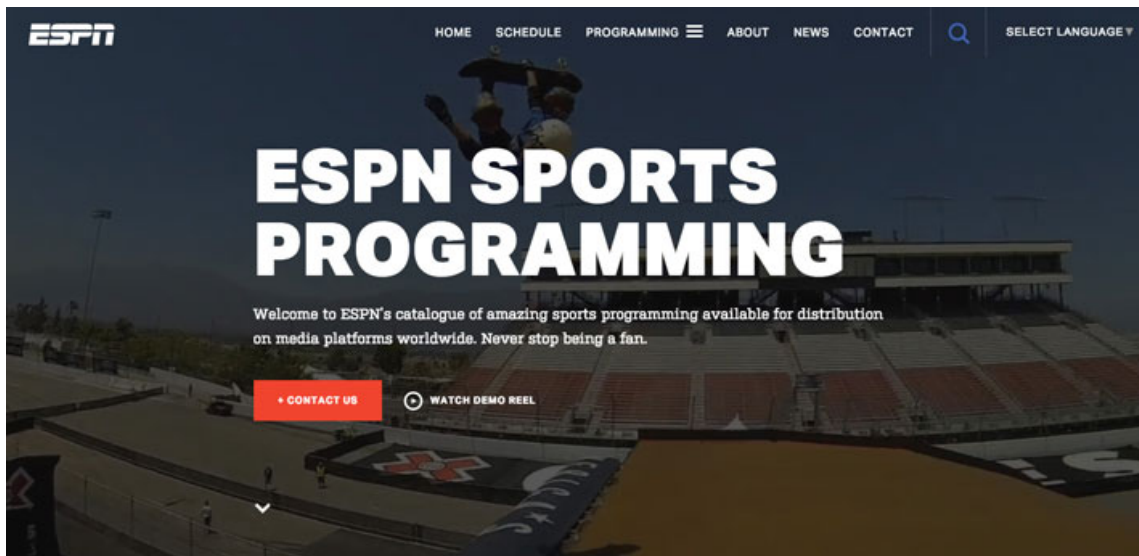 ESPN
HOME SCHEDULE PROGRAMMING ABOUT NEWS CONTACT SELECT LANGUAGE▼
ESPN SPORTS
PROGRAMMING
Welcome to ESPN's catalogue of amazing sports programming available for distribution
on media platforms worldwide. Never stop being a fan.
+ CONTACT US WATCH DEMO REEL